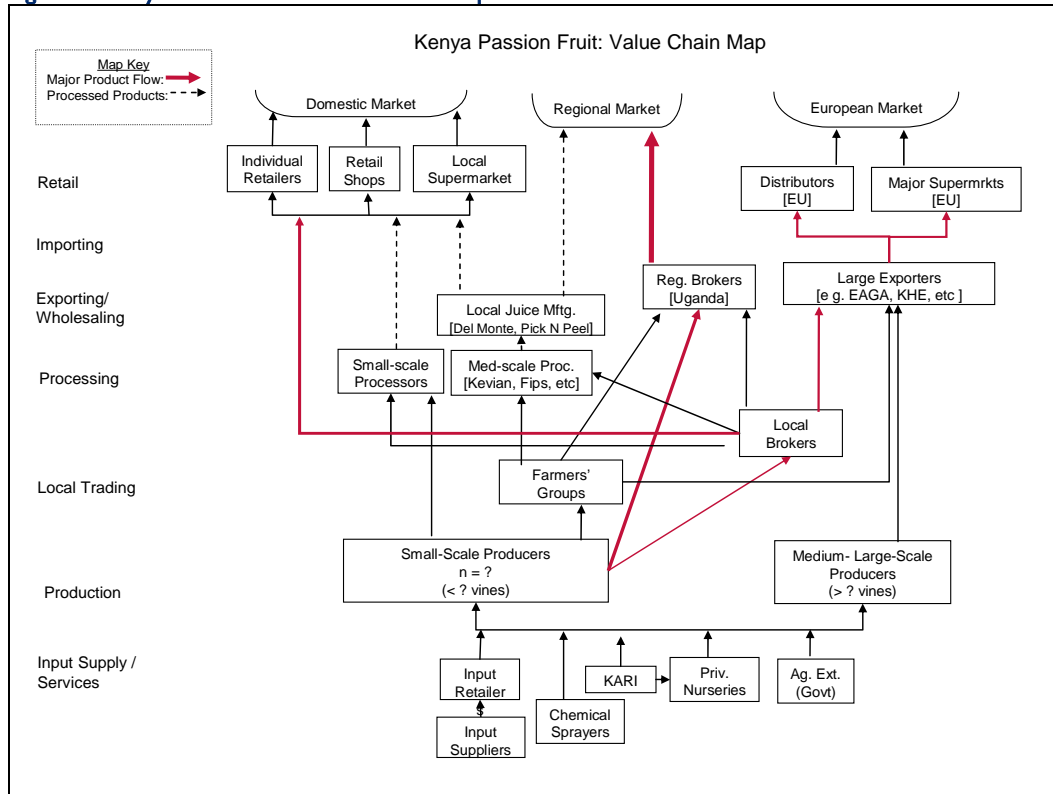 Kenya Passion Fruit: Value Chain Map
Map Key
Major Product Flow:
Processed Products:
Domestic Market
Regional Market
European Market
Retail
Individual
Retailers
Retail
Shops
Local
Supermarket
Distributors
[EU]
Major Supermrkts
[EU]
Importing
Exporting/
Wholesaling
Local Juice Mftg.
[Del Monte, Pick N Peel]
Reg. Brokers
[Uganda]
Large Exporters
[e g. EAGA, KHE, etc ]
Processing
Small-scale
Processors
Med-scale Proc.
[Kevian, Fips, etc]
Local
Brokers
Local Trading
Farmers'
Groups
Production
Small-Scale Producers
n = ?
(< ? vines)
Medium- Large-Scale
Producers
(> ? vines)
Input Supply /
Services
Input
Retailer
s
KARI
Priv.
Nurseries
Ag. Ext.
(Govt)
Input
Suppliers
Chemical
Sprayers